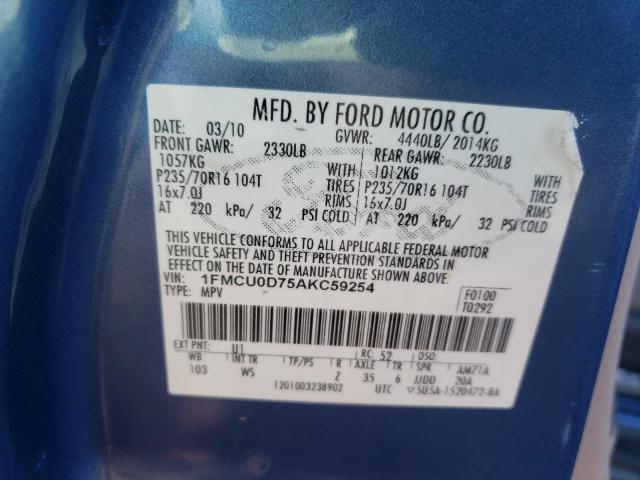 MFD. BY FORD MOTOR CO.
DATE: 03/10 GVWR: 4440LB/ 2014KG
FRONT GAWR: 2330LB REAR GAWR: 2230LB
1057KG WITH 1012KG WITH
P235/70R16 104T TIRES P235/70R16 104T TIRES
16x7.0J RIMS 16x7.0J RIMS
AT 220 kPa/ 32 PSI COLD AT 220 kPa/ 32 PSI COLD
THIS VEHICLE CONFORMS TO ALL APPLICABLE FEDERAL MOTOR
VEHICLE SAFETY AND THEFT PREVENTION STANDARDS IN
EFFECT ON THE DATE OF MANUFACTURE SHOWN ABOVE.
VIN: 1FMCU0D75AKC59254 F0100
TYPE: MPV T0292
EXT PNT: U1 RC: 52 DSO:
WB INT TR TP/PS R AXLE TR SPR AM71A
103 WS Z 35 6 JJDD 20A
1201003238902 UTC ▽5U5A-1520472-BA
Ford